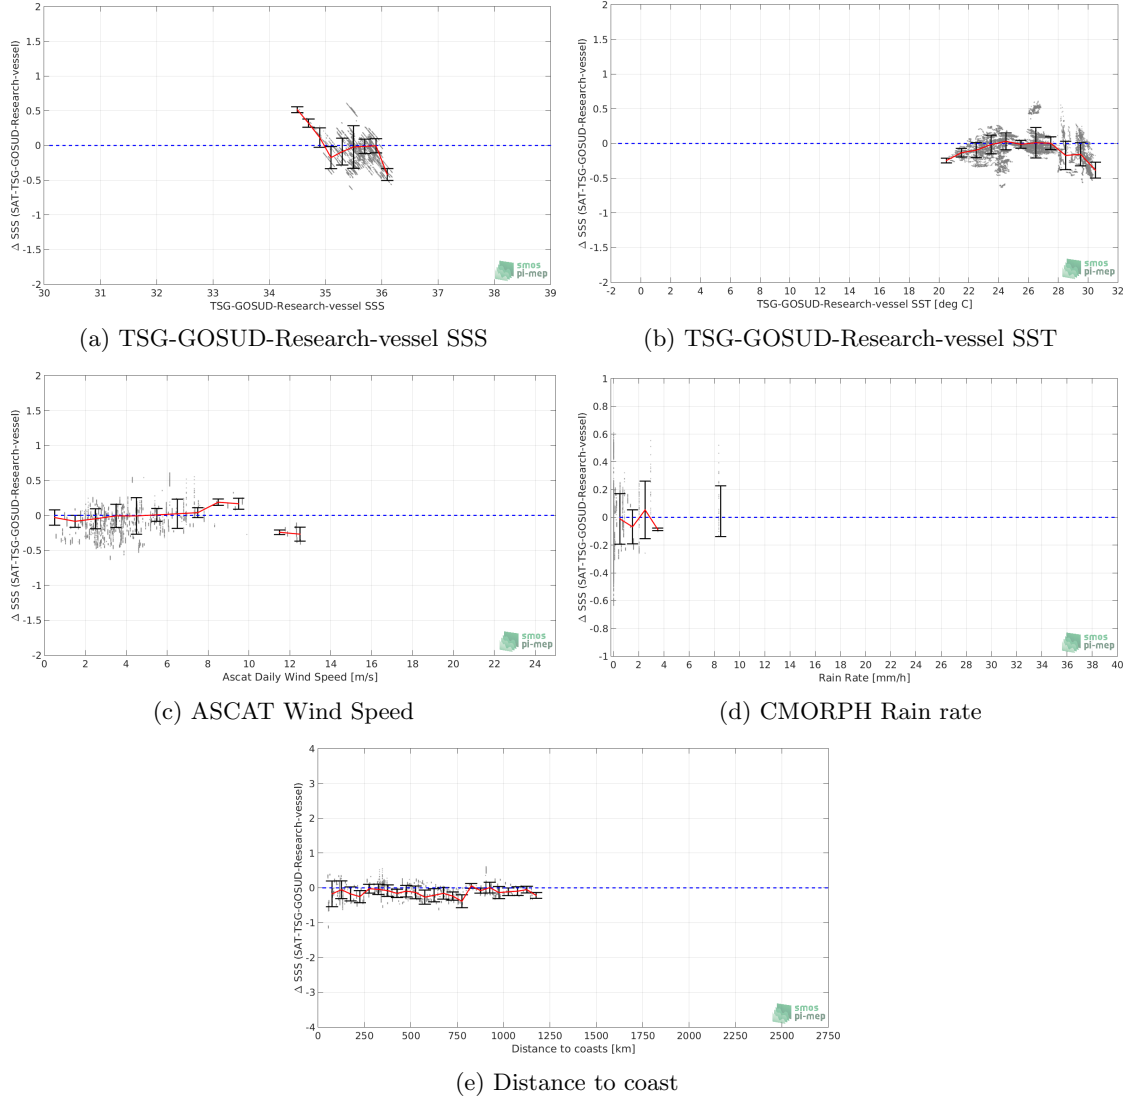 2
1.5
1
0.5
0
-0.5
-1
-1.5
-2
Δ SSS (SAT-TSG-GOSUD-Research-vessel)
30 31 32 33 34 35 36 37 38 39
TSG-GOSUD-Research-vessel SSS
smos
pi-mep
(a) TSG-GOSUD-Research-vessel SSS
2
1.5
1
0.5
0
-0.5
-1
-1.5
-2
Δ SSS (SAT-TSG-GOSUD-Research-vessel)
-2 0 2 4 6 8 10 12 14 16 18 20 22 24 26 28 30 32
TSG-GOSUD-Research-vessel SST [deg C]
smos
pi-mep
(b) TSG-GOSUD-Research-vessel SST
2
1.5
1
0.5
0
-0.5
-1
-1.5
-2
Δ SSS (SAT-TSG-GOSUD-Research-vessel)
0 2 4 6 8 10 12 14 16 18 20 22 24
Ascat Daily Wind Speed [m/s]
smos
pi-mep
(c) ASCAT Wind Speed
1
0.8
0.6
0.4
0.2
0
-0.2
-0.4
-0.6
-0.8
-1
Δ SSS (SAT-TSG-GOSUD-Research-vessel)
0 2 4 6 8 10 12 14 16 18 20 22 24 26 28 30 32 34 36 38 40
Rain Rate [mm/h]
smos
pi-mep
(d) CMORPH Rain rate
4
3
2
1
0
-1
-2
-3
-4
Δ SSS (SAT-TSG-GOSUD-Research-vessel)
0 250 500 750 1000 1250 1500 1750 2000 2250 2500 2750
Distance to coasts [km]
smos
pi-mep
(e) Distance to coast